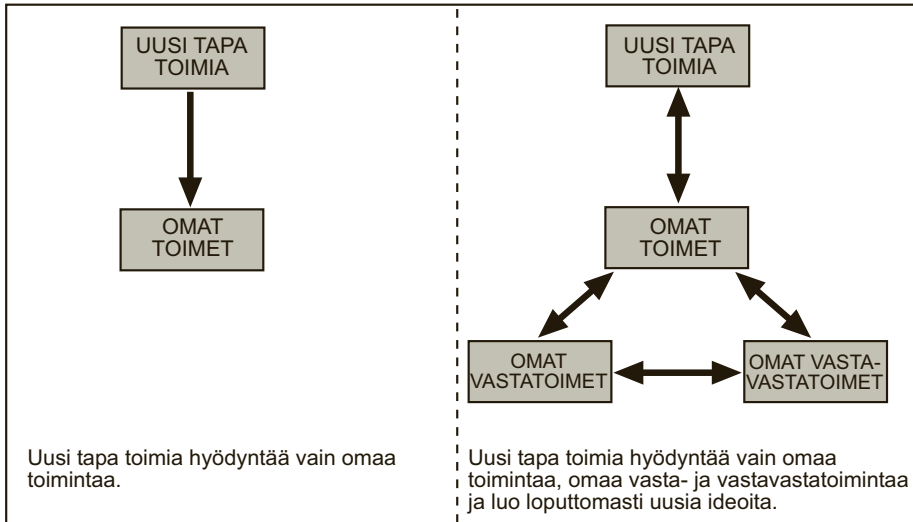 UUSI TAPA
TOIMIA
OMAT
TOIMET
Uusi tapa toimia hyödyntää vain omaa
toimintaa.
UUSI TAPA
TOIMIA
OMAT
TOIMET
OMAT
VASTATOIMET
OMAT VASTA-
VASTATOIMET
Uusi tapa toimia hyödyntää vain omaa
toimintaa, omaa vasta- ja vastavastatoimintaa
ja luo loputtomasti uusia ideoita.